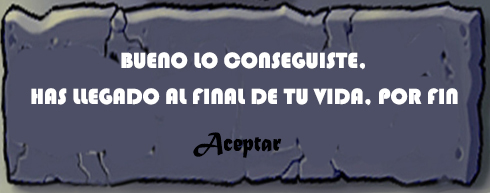 BUENO LO CONSEGUISTE,
HAS LLEGADO AL FINAL DE TU VIDA, POR FIN
Aceptar